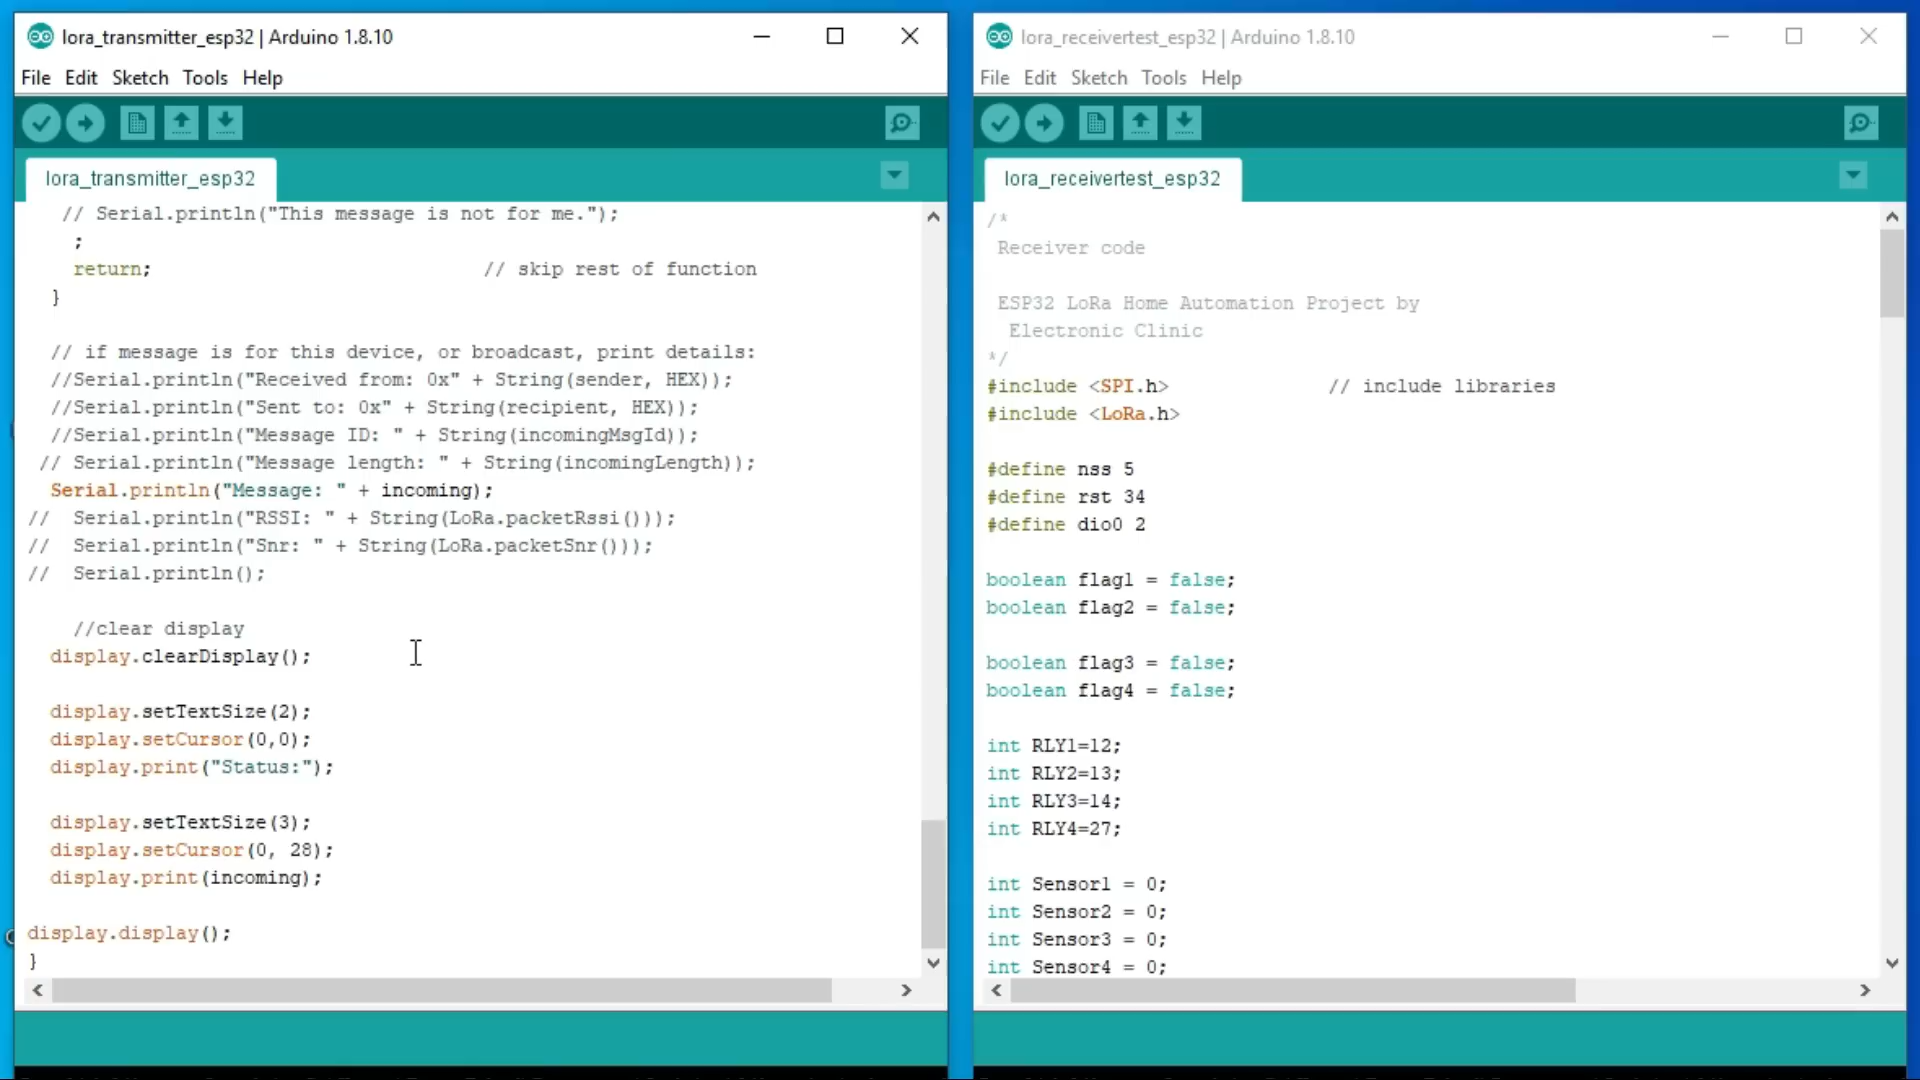 lora_transmitter_esp32 | Arduino 1.8.10
File Edit Sketch Tools Help
lora_transmitter_esp32
// Serial.println("This message is not for me.");
;
return; // skip rest of function
}
// if message is for this device, or broadcast, print details:
//Serial.println("Received from: 0x" + String(sender, HEX));
//Serial.println("Sent to: 0x" + String(recipient, HEX));
//Serial.println("Message ID: " + String(incomingMsgId));
// Serial.println("Message length: " + String(incomingLength));
Serial.println("Message: " + incoming);
// Serial.println("RSSI: " + String(LoRa.packetRssi()));
// Serial.println("Snr: " + String(LoRa.packetSnr()));
// Serial.println();
//clear display
display.clearDisplay();
display.setTextSize(2);
display.setCursor(0,0);
display.print("Status:");
display.setTextSize(3);
display.setCursor(0, 28);
display.print(incoming);
display.display();
}
lora_receivertest_esp32 | Arduino 1.8.10
File Edit Sketch Tools Help
lora_receivertest_esp32
/*
Receiver code
ESP32 LoRa Home Automation Project by
Electronic Clinic
*/
#include <SPI.h> // include libraries
#include <LoRa.h>
#define nss 5
#define rst 34
#define dio0 2
boolean flag1 = false;
boolean flag2 = false;
boolean flag3 = false;
boolean flag4 = false;
int RLY1=12;
int RLY2=13;
int RLY3=14;
int RLY4=27;
int Sensor1 = 0;
int Sensor2 = 0;
int Sensor3 = 0;
int Sensor4 = 0;